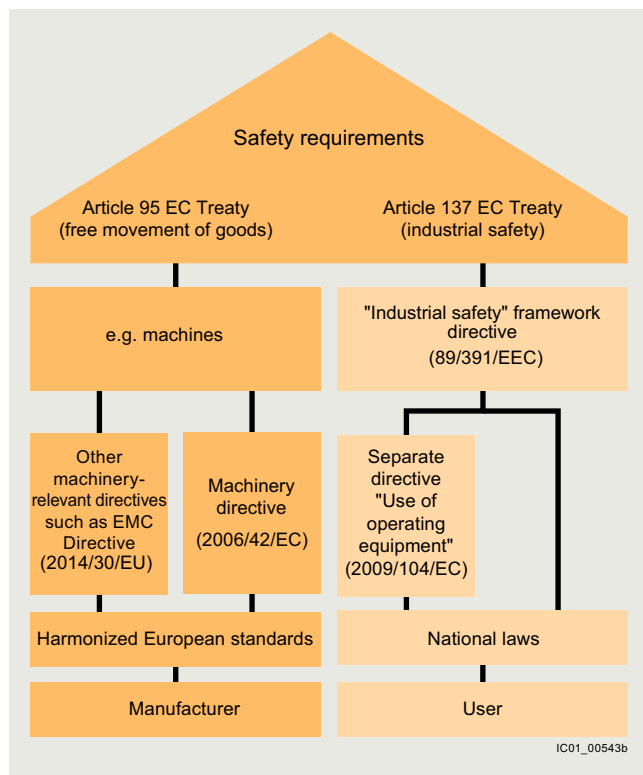 Safety requirements
Article 95 EC Treaty
(free movement of goods)
Article 137 EC Treaty
(industrial safety)
e.g. machines
"Industrial safety" framework
directive
(89/391/EEC)
Other
machinery-
relevant directives
such as EMC
Directive
(2014/30/EU)
Machinery
directive
(2006/42/EC)
Separate
directive
"Use of
operating
equipment"
(2009/104/EC)
Harmonized European standards
National laws
Manufacturer
User
IC01_00543b